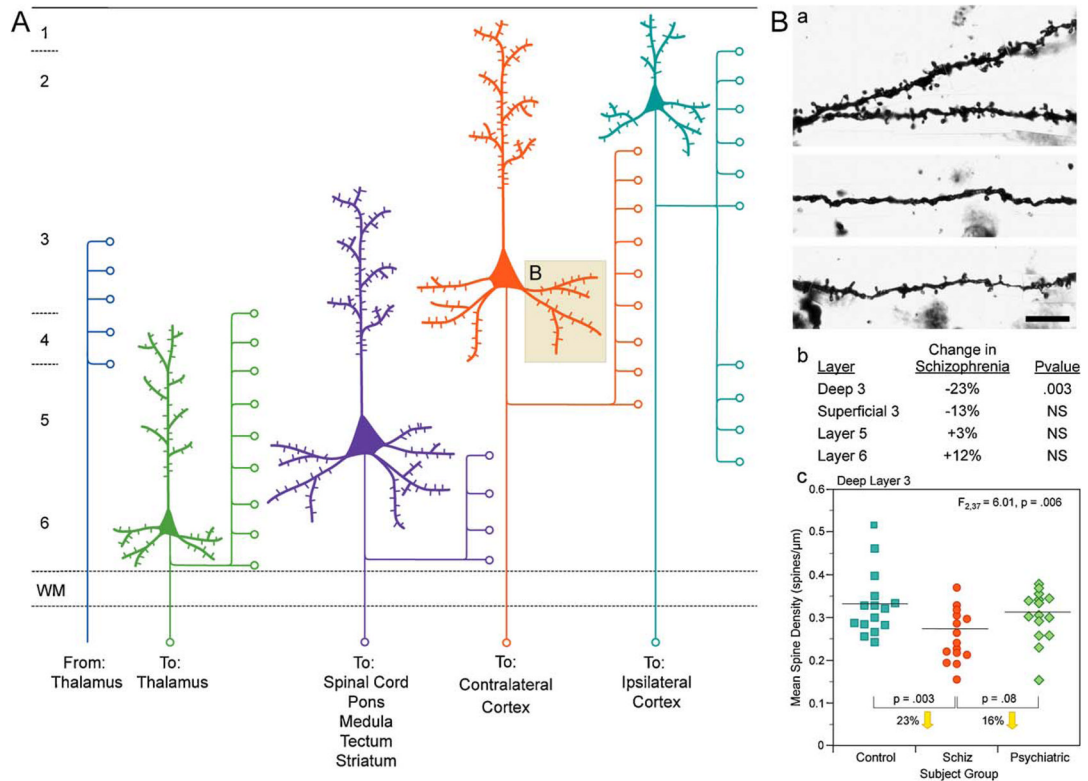 A
1
2
3
4
5
6
WM
B
From:
Thalamus
To:
Thalamus
To:
Spinal Cord
Pons
Medula
Tectum
Striatum
To:
Contralateral
Cortex
To:
Ipsilateral
Cortex
B
a
b
Layer Change in Schizophrenia Pvalue
Deep 3 -23% .003
Superficial 3 -13% NS
Layer 5 +3% NS
Layer 6 +12% NS
c
Deep Layer 3
F2,37 = 6.01, p = .006
Mean Spine Density (spines/μm)
0.6
0.5
0.4
0.3
0.2
0.1
0
p = .003 p = .08
23% 16%
Control Schiz Psychiatric
Subject Group